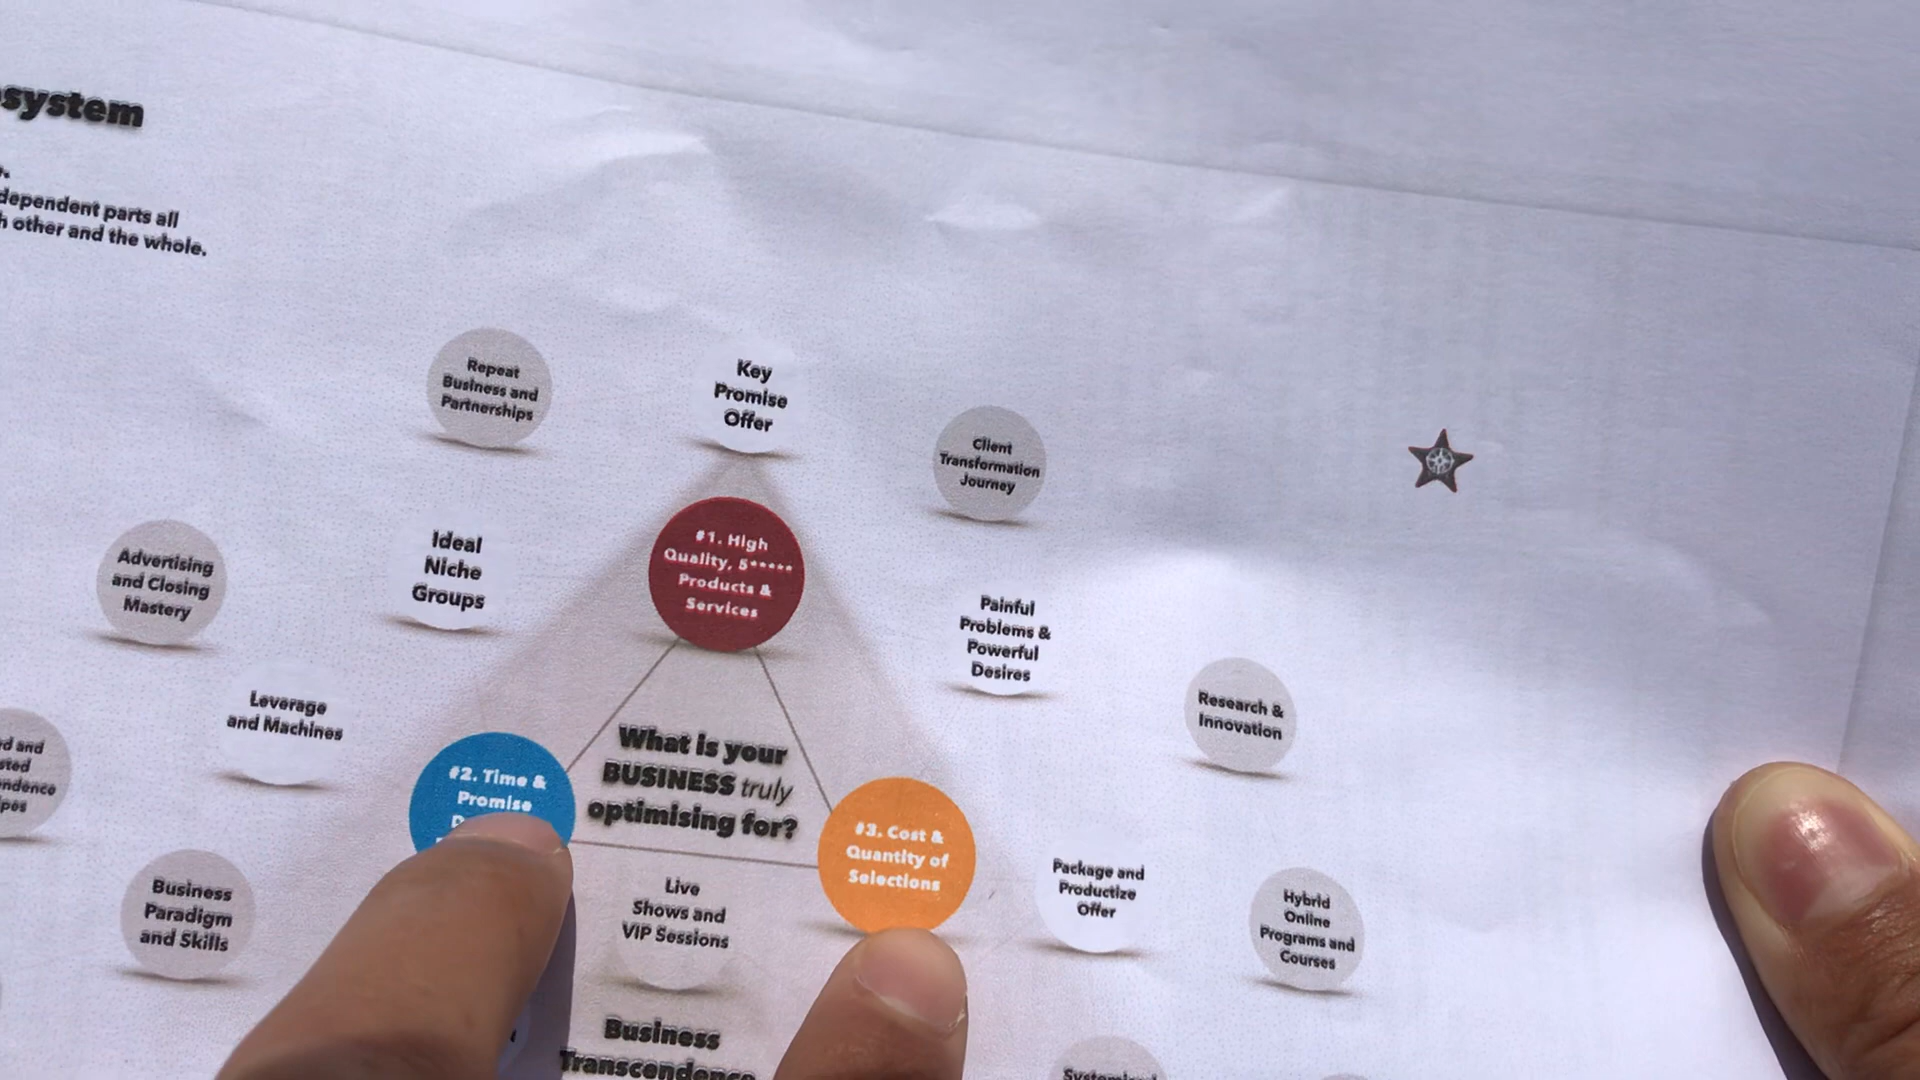 system
dependent parts all
other and the whole.
Repeat
Business and
Partnerships
Key
Promise
Offer
Client
Transformation
Journey
Advertising
and Closing
Mastery
Ideal
Niche
Groups
#1. High
Quality, 5*****
Products &
Services
Painful
Problems &
Powerful
Desires
Leverage
and Machines
Research &
Innovation
and
#2. Time &
Promise
What is your
BUSINESS truly
optimising for?
#3. Cost &
Quantity of
Selections
Business
Paradigm
and Skills
Live
Shows and
VIP Sessions
Package and
Productize
Offer
Hybrid
Online
Programs and
Courses
Business
Transcendence